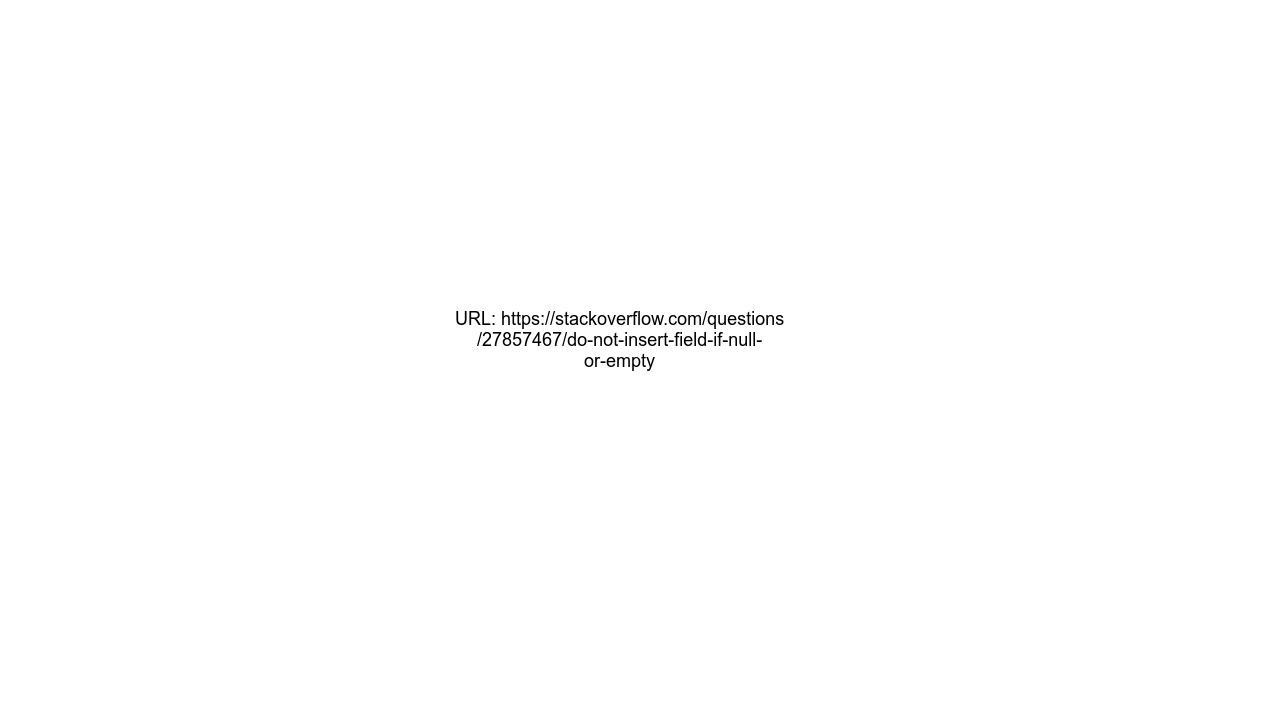 URL: https://stackoverflow.com/questions
/27857467/do-not-insert-field-if-null-
or-empty